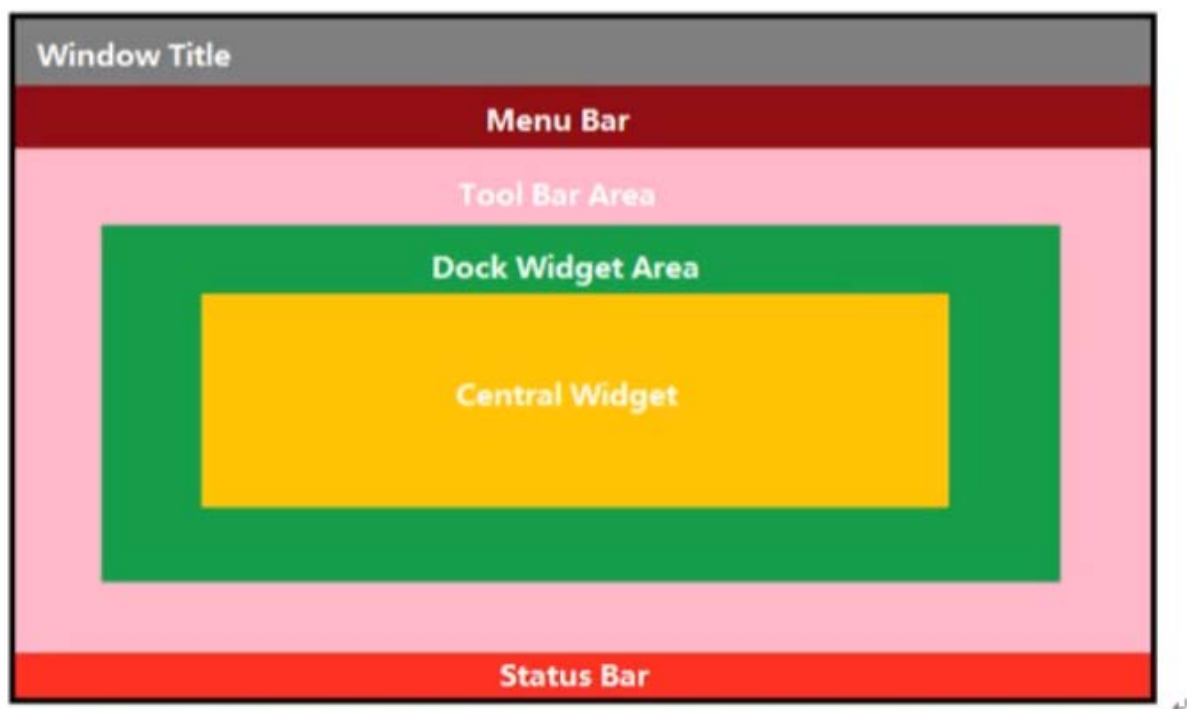 Window Title
Menu Bar
Tool Bar Area
Dock Widget Area
Central Widget
Status Bar